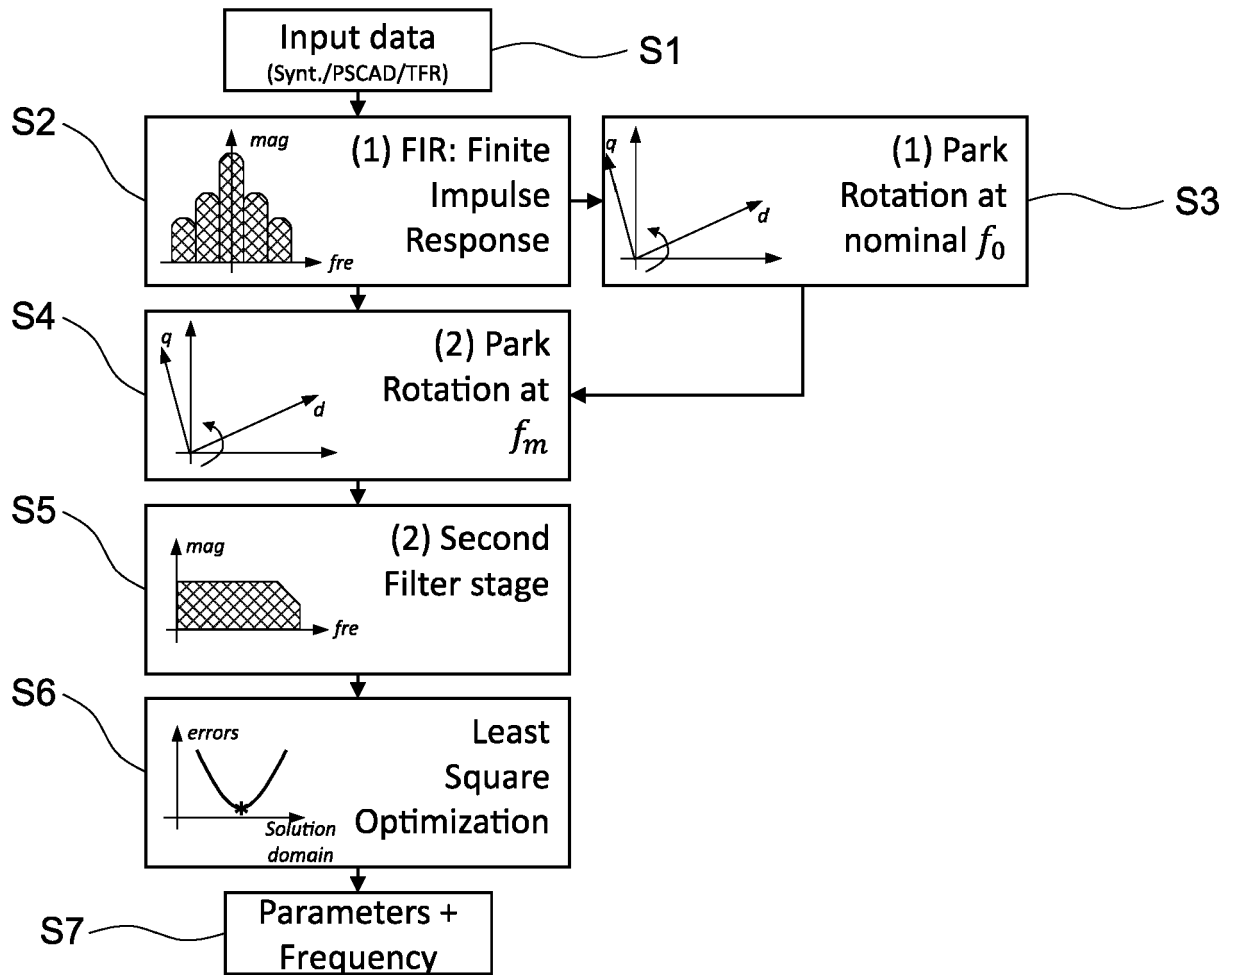 Input data
(Synt./PSCAD/TFR)
S1
S2
mag
fre
(1) FIR: Finite
Impulse
Response
q
d
(1) Park
Rotation at
nominal f₀
S3
S4
q
d
(2) Park
Rotation at
fₘ
S5
mag
fre
(2) Second
Filter stage
S6
errors
Solution
domain
Least
Square
Optimization
S7
Parameters +
Frequency